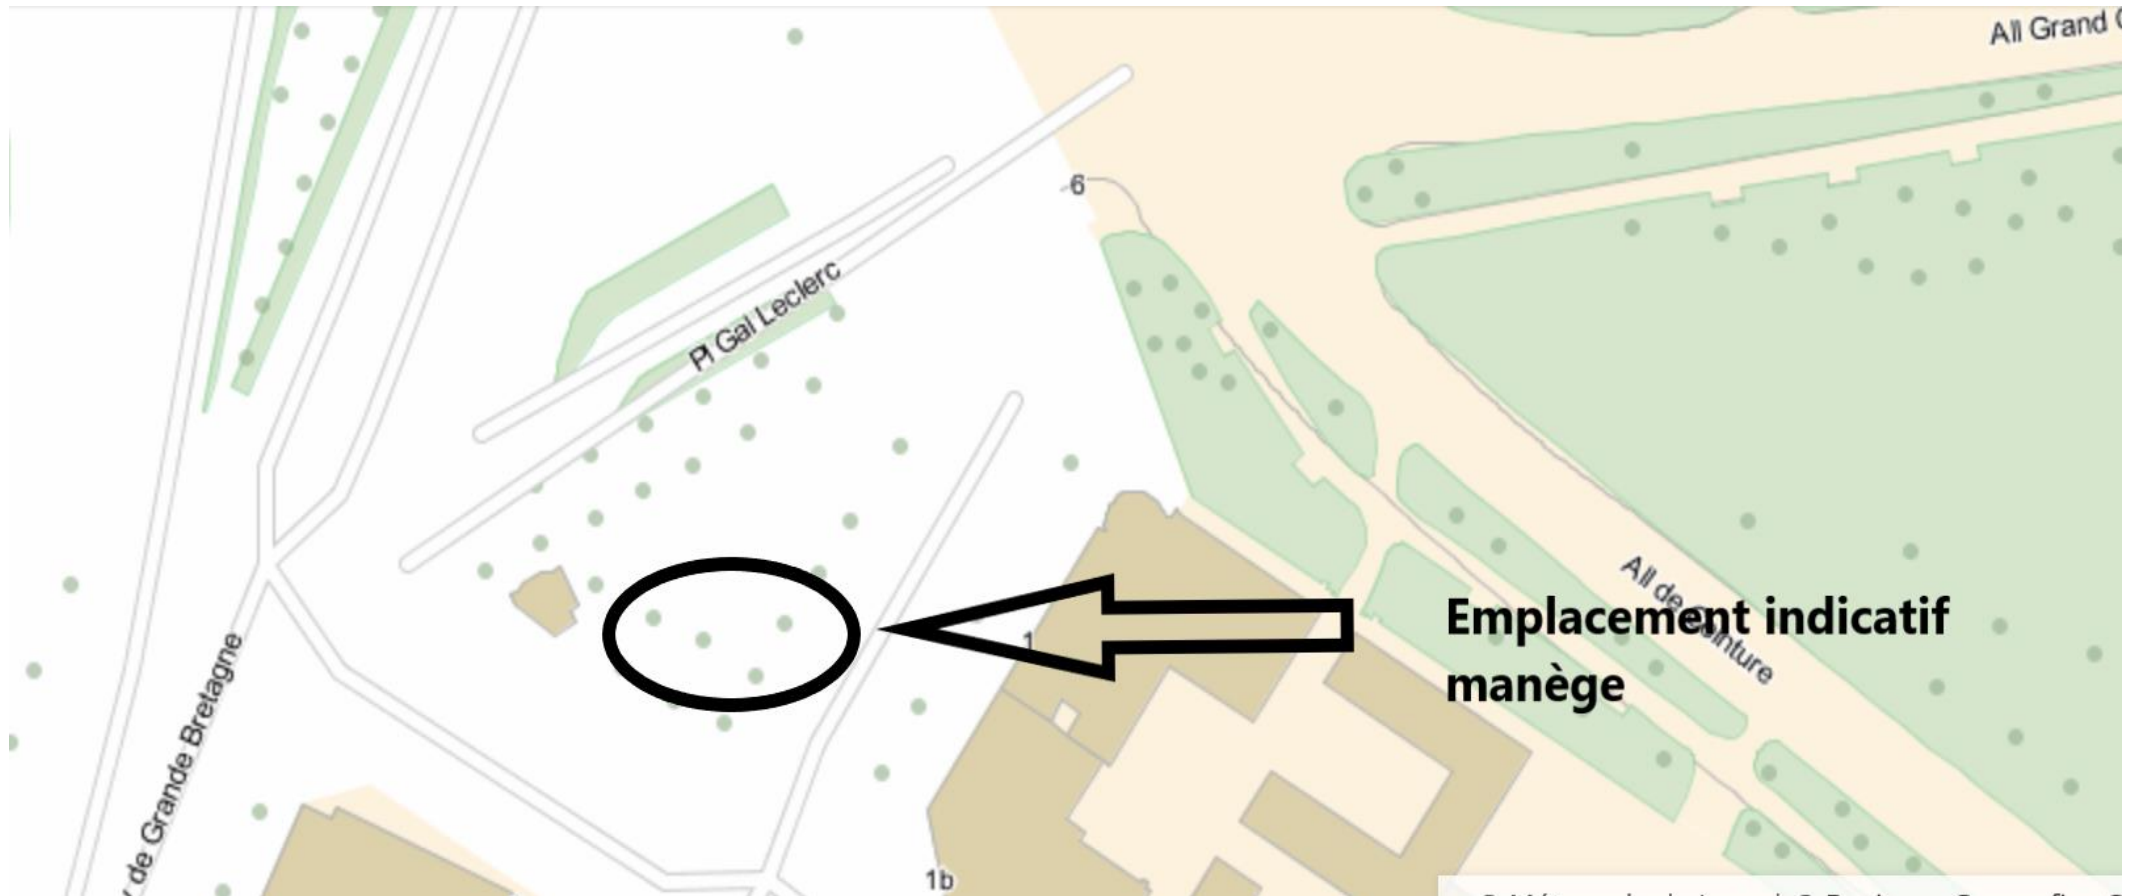 All Grand
6
Pl Gal Leclerc
All de Ceinture
Emplacement indicatif
manège
1
de Grande Bretagne
1b